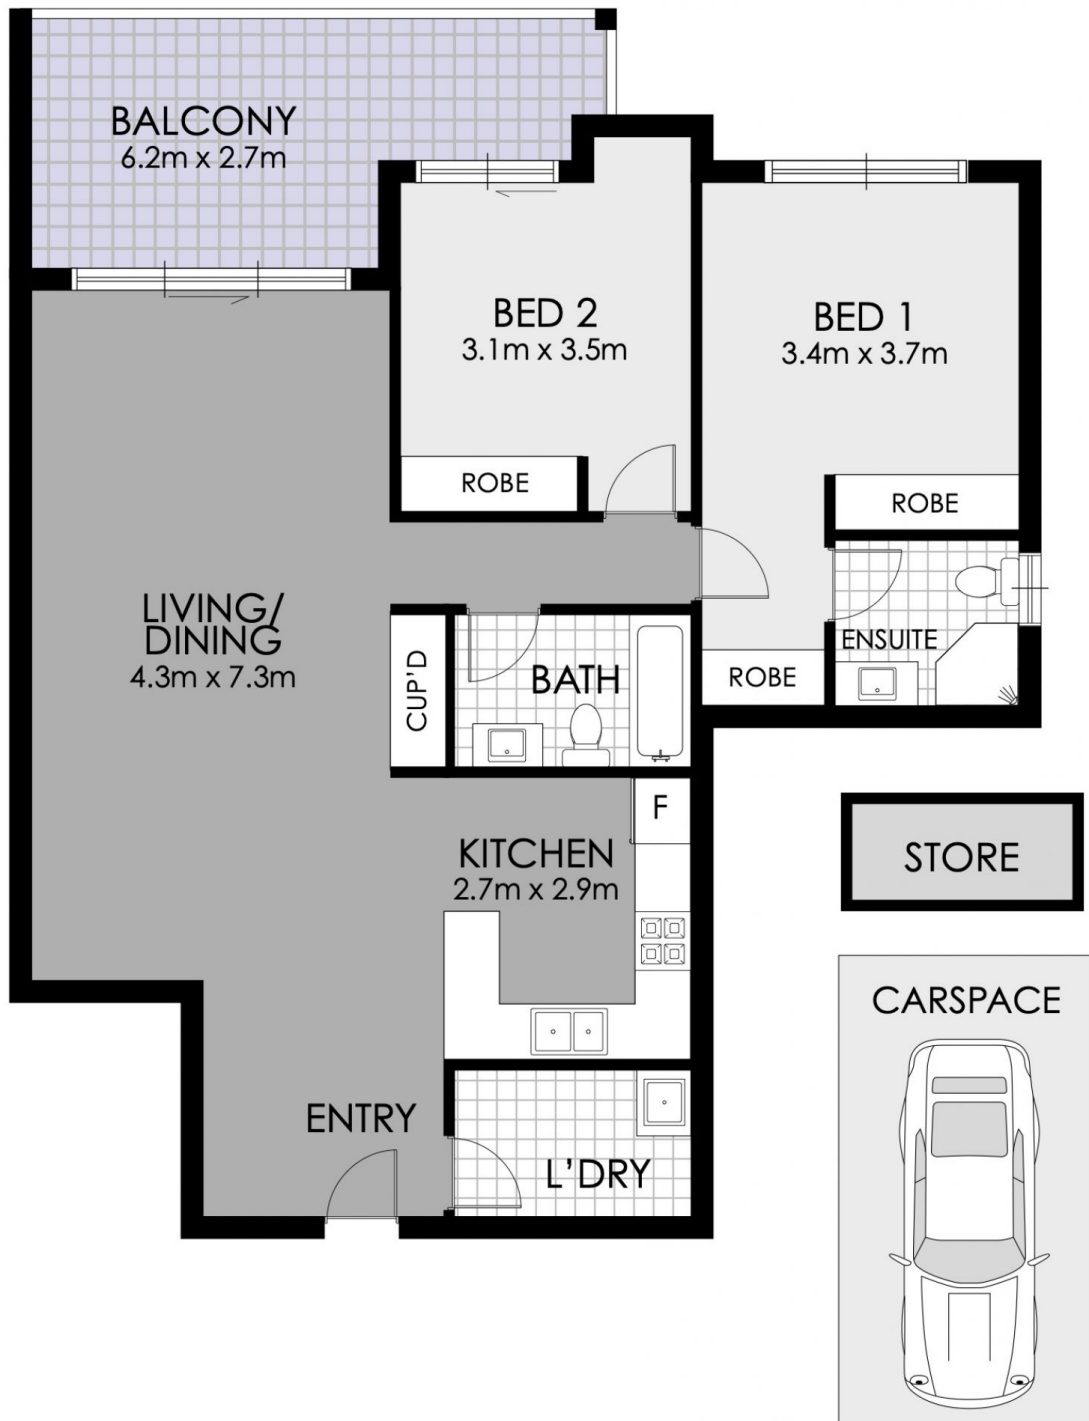 BALCONY
6.2m x 2.7m
BED 2
3.1m x 3.5m
BED 1
3.4m x 3.7m
ROBE
ROBE
LIVING/
DINING
4.3m x 7.3m
CUP'D
BATH
ENSUITE
ROBE
KITCHEN
2.7m x 2.9m
F
STORE
CARSPACE
ENTRY
L'DRY